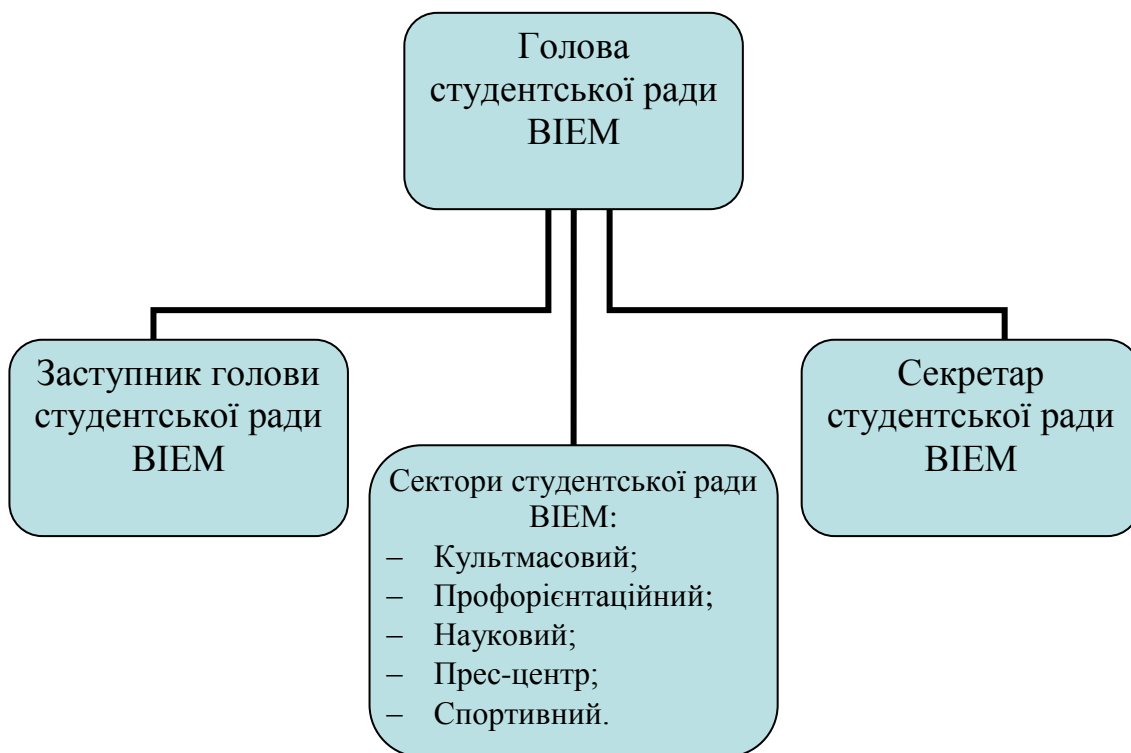 Голова
студентської ради
ВІЕМ
Заступник голови
студентської ради
ВІЕМ
Секретар
студентської ради
ВІЕМ
Сектори студентської ради
ВІЕМ:
– Культмасовий;
– Профорієнтаційний;
– Науковий;
– Прес-центр;
– Спортивний.